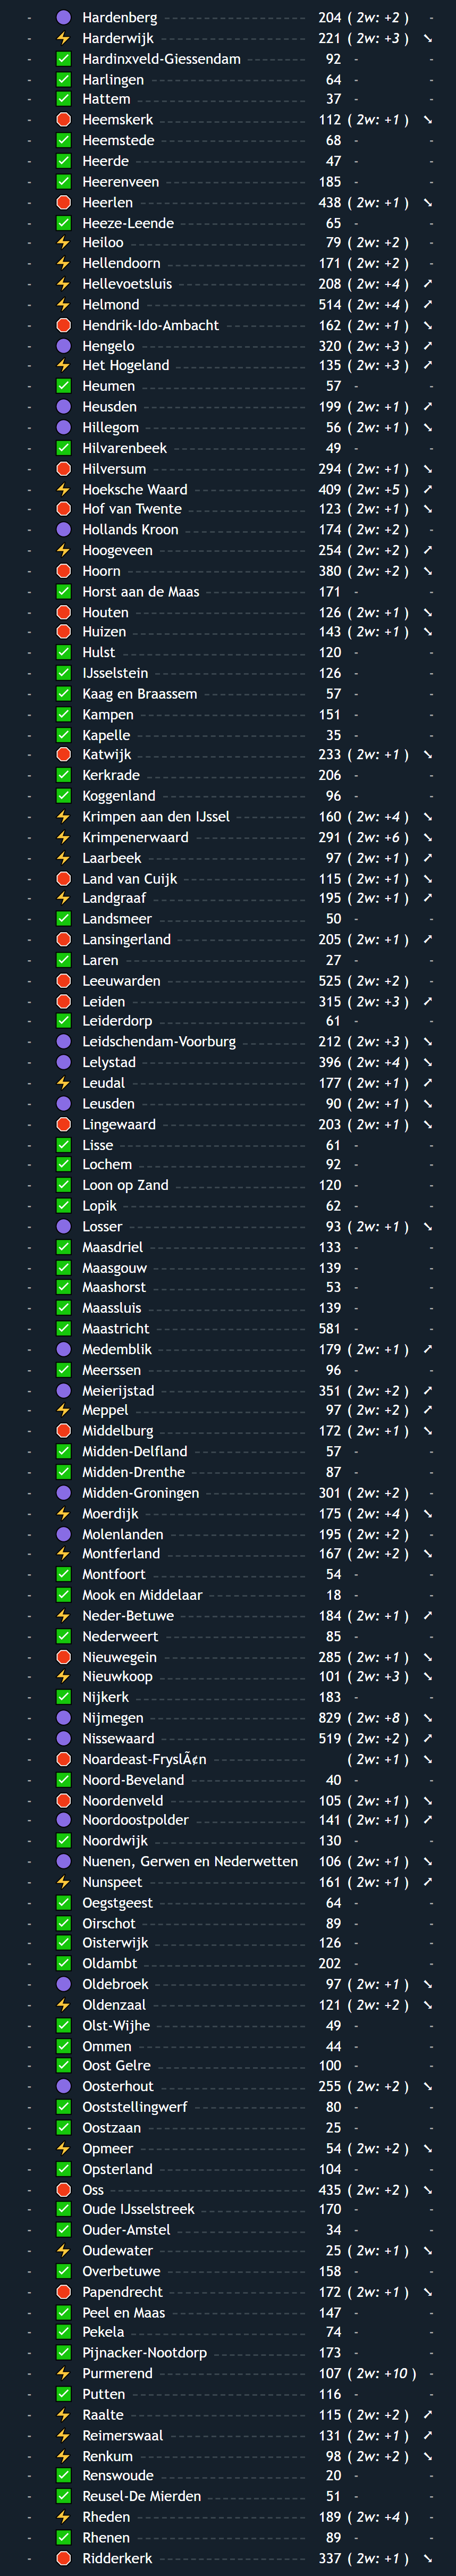 - 🟣 Hardenberg 204 ( 2w: +2 ) -
- ⚡ Harderwijk 221 ( 2w: +3 ) ↘
- ✅ Hardinxveld-Giessendam 92 - -
- ✅ Harlingen 64 - -
- ✅ Hattem 37 - -
- 🛑 Heemskerk 112 ( 2w: +1 ) ↘
- ✅ Heemstede 68 - -
- ✅ Heerde 47 - -
- ✅ Heerenveen 185 - -
- 🛑 Heerlen 438 ( 2w: +1 ) ↘
- ✅ Heeze-Leende 65 - -
- ⚡ Heiloo 79 ( 2w: +2 ) -
- ⚡ Hellendoorn 171 ( 2w: +2 ) -
- ⚡ Hellevoetsluis 208 ( 2w: +4 ) ↗
- ⚡ Helmond 514 ( 2w: +4 ) ↗
- 🛑 Hendrik-Ido-Ambacht 162 ( 2w: +1 ) ↘
- 🟣 Hengelo 320 ( 2w: +3 ) ↗
- ⚡ Het Hogeland 135 ( 2w: +3 ) ↗
- ✅ Heumen 57 - -
- 🟣 Heusden 199 ( 2w: +1 ) ↗
- 🟣 Hillegom 56 ( 2w: +1 ) ↘
- ✅ Hilvarenbeek 49 - -
- 🛑 Hilversum 294 ( 2w: +1 ) ↘
- ⚡ Hoeksche Waard 409 ( 2w: +5 ) ↗
- 🛑 Hof van Twente 123 ( 2w: +1 ) ↘
- 🟣 Hollands Kroon 174 ( 2w: +2 ) -
- ⚡ Hoogeveen 254 ( 2w: +2 ) ↗
- 🛑 Hoorn 380 ( 2w: +2 ) ↘
- ✅ Horst aan de Maas 171 - -
- 🛑 Houten 126 ( 2w: +1 ) ↘
- 🛑 Huizen 143 ( 2w: +1 ) ↘
- ✅ Hulst 120 - -
- ✅ IJsselstein 126 - -
- ✅ Kaag en Braassem 57 - -
- ✅ Kampen 151 - -
- ✅ Kapelle 35 - -
- 🛑 Katwijk 233 ( 2w: +1 ) ↘
- ✅ Kerkrade 206 - -
- ✅ Koggenland 96 - -
- ⚡ Krimpen aan den IJssel 160 ( 2w: +4 ) ↘
- ⚡ Krimpenerwaard 291 ( 2w: +6 ) ↘
- ⚡ Laarbeek 97 ( 2w: +1 ) ↗
- 🛑 Land van Cuijk 115 ( 2w: +1 ) ↘
- ⚡ Landgraaf 195 ( 2w: +1 ) ↗
- ✅ Landsmeer 50 - -
- 🛑 Lansingerland 205 ( 2w: +1 ) ↗
- ✅ Laren 27 - -
- 🛑 Leeuwarden 525 ( 2w: +2 ) -
- 🛑 Leiden 315 ( 2w: +3 ) ↗
- ✅ Leiderdorp 61 - -
- 🟣 Leidschendam-Voorburg 212 ( 2w: +3 ) ↘
- 🟣 Lelystad 396 ( 2w: +4 ) ↘
- ⚡ Leudal 177 ( 2w: +1 ) ↗
- 🟣 Leusden 90 ( 2w: +1 ) ↘
- 🛑 Lingewaard 203 ( 2w: +1 ) ↘
- ✅ Lisse 61 - -
- ✅ Lochem 92 - -
- ✅ Loon op Zand 120 - -
- ✅ Lopik 62 - -
- 🟣 Losser 93 ( 2w: +1 ) ↘
- ✅ Maasdriel 133 - -
- ✅ Maasgouw 139 - -
- ✅ Maashorst 53 - -
- ✅ Maassluis 139 - -
- ✅ Maastricht 581 - -
- 🟣 Medemblik 179 ( 2w: +1 ) ↗
- ✅ Meerssen 96 - -
- 🟣 Meierijstad 351 ( 2w: +2 ) ↗
- ⚡ Meppel 97 ( 2w: +2 ) ↗
- 🛑 Middelburg 172 ( 2w: +1 ) ↘
- ✅ Midden-Delfland 57 - -
- ✅ Midden-Drenthe 87 - -
- 🟣 Midden-Groningen 301 ( 2w: +2 ) -
- ⚡ Moerdijk 175 ( 2w: +4 ) ↘
- 🟣 Molenlanden 195 ( 2w: +2 ) -
- ⚡ Montferland 167 ( 2w: +2 ) ↘
- ✅ Montfoort 54 - -
- ✅ Mook en Middelaar 18 - -
- ⚡ Neder-Betuwe 184 ( 2w: +1 ) ↗
- ✅ Nederweert 85 - -
- 🛑 Nieuwegein 285 ( 2w: +1 ) ↘
- ⚡ Nieuwkoop 101 ( 2w: +3 ) ↘
- ✅ Nijkerk 183 - -
- 🟣 Nijmegen 829 ( 2w: +8 ) ↘
- 🟣 Nissewaard 519 ( 2w: +2 ) ↗
- 🛑 Noardeast-FryslÃ¢n ( 2w: +1 ) ↘
- ✅ Noord-Beveland 40 - -
- 🛑 Noordenveld 105 ( 2w: +1 ) ↘
- 🟣 Noordoostpolder 141 ( 2w: +1 ) ↗
- ✅ Noordwijk 130 - -
- 🟣 Nuenen, Gerwen en Nederwetten 106 ( 2w: +1 ) ↘
- ⚡ Nunspeet 161 ( 2w: +1 ) ↗
- ✅ Oegstgeest 64 - -
- ✅ Oirschot 89 - -
- ✅ Oisterwijk 126 - -
- ✅ Oldambt 202 - -
- 🟣 Oldebroek 97 ( 2w: +1 ) ↘
- ⚡ Oldenzaal 121 ( 2w: +2 ) ↘
- ✅ Olst-Wijhe 49 - -
- ✅ Ommen 44 - -
- ✅ Oost Gelre 100 - -
- 🟣 Oosterhout 255 ( 2w: +2 ) ↘
- ✅ Ooststellingwerf 80 - -
- ✅ Oostzaan 25 - -
- ⚡ Opmeer 54 ( 2w: +2 ) ↘
- ✅ Opsterland 104 - -
- 🛑 Oss 435 ( 2w: +2 ) ↘
- ✅ Oude IJsselstreek 170 - -
- ✅ Ouder-Amstel 34 - -
- ⚡ Oudewater 25 ( 2w: +1 ) ↘
- ✅ Overbetuwe 158 - -
- 🛑 Papendrecht 172 ( 2w: +1 ) ↘
- ✅ Peel en Maas 147 - -
- ✅ Pekela 74 - -
- ✅ Pijnacker-Nootdorp 173 - -
- ⚡ Purmerend 107 ( 2w: +10 ) -
- ✅ Putten 116 - -
- ⚡ Raalte 115 ( 2w: +2 ) ↗
- ⚡ Reimerswaal 131 ( 2w: +1 ) ↗
- ⚡ Renkum 98 ( 2w: +2 ) ↘
- ✅ Renswoude 20 - -
- ✅ Reusel-De Mierden 51 - -
- ⚡ Rheden 189 ( 2w: +4 ) -
- ✅ Rhenen 89 - -
- 🛑 Ridderkerk 337 ( 2w: +1 ) ↘